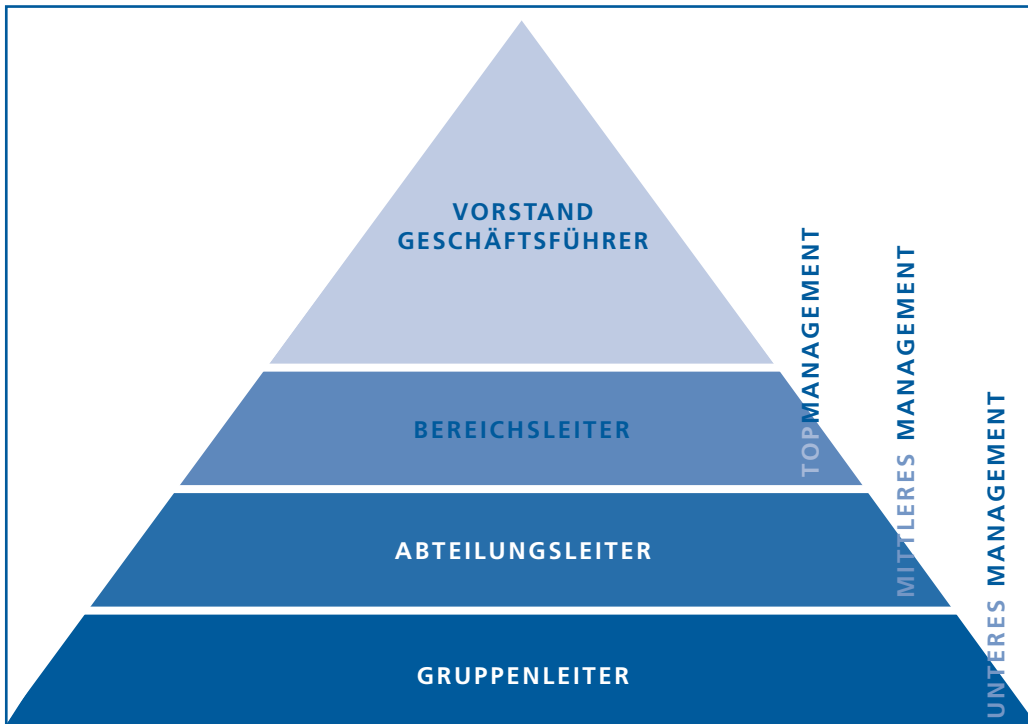 VORSTAND
GESCHÄFTSFÜHRER
BEREICHSLEITER
ABTEILUNGSLEITER
GRUPPENLEITER
TOPMANAGEMENT
MITTLERES MANAGEMENT
UNTERES MANAGEMENT